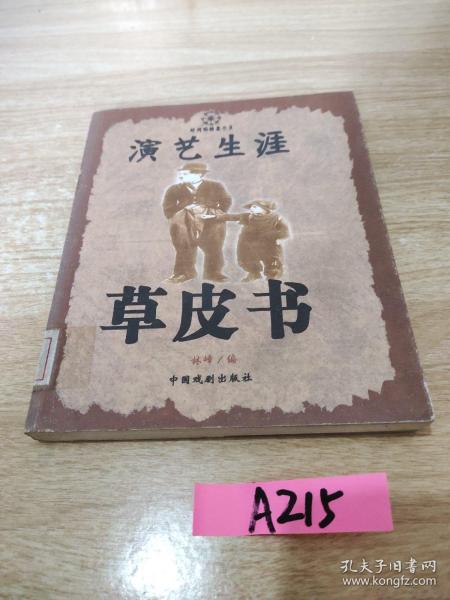 演艺生涯
草皮书
林峰/编
中国戏剧出版社
A215
孔夫子旧书网
www.kongfz.com